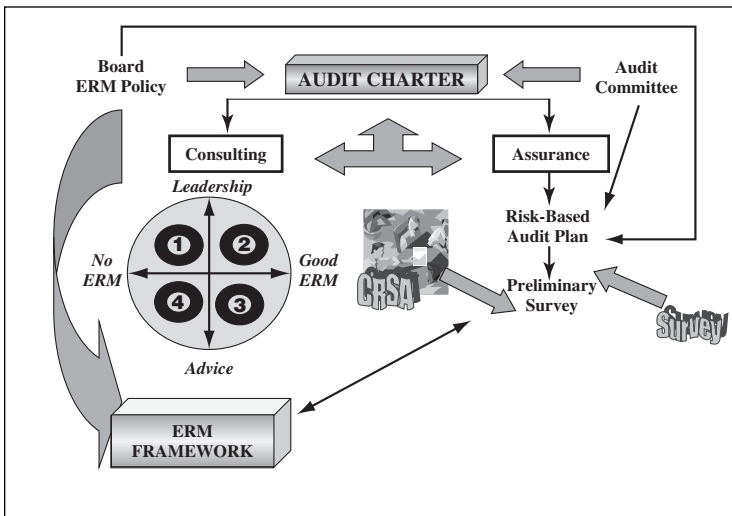 Board
ERM Policy
AUDIT CHARTER
Audit
Committee
Consulting
Assurance
Leadership
Risk-Based
Audit Plan
No
ERM
1
2
Good
ERM
4
3
CRSA
Preliminary
Survey
Survey
Advice
ERM
FRAMEWORK